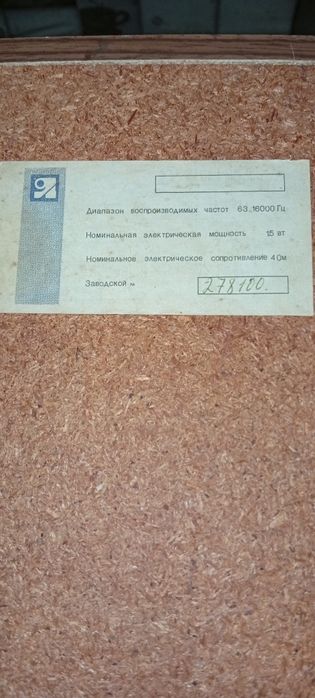 Диапазон воспроизводимых частот 63...16000 Гц
Номинальная электрическая мощность 15 вт
Номинальное электрическое сопротивление 4 Ом
Заводской № 278100.